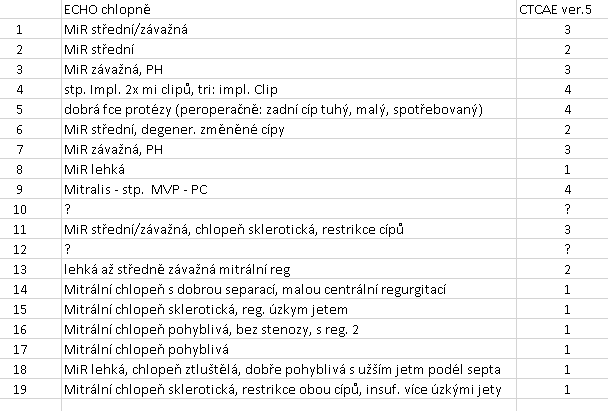 ECHO chlopně CTCAE ver.5
1 MiR střední/závažná 3
2 MiR střední 2
3 MiR závažná, PH 3
4 stp. Impl. 2x mi clipů, tri: impl. Clip 4
5 dobrá fce protézy (peroperačně: zadní cíp tuhý, malý, spotřebovaný) 4
6 MiR střední, degener. změněné cípy 2
7 MiR závažná, PH 3
8 MiR lehká 1
9 Mitralis - stp. MVP - PC 4
10 ? ?
11 MiR střední/závažná, chlopeň sklerotická, restrikce cípů 3
12 ? ?
13 lehká až středně závažná mitrální reg 2
14 Mitrální chlopeň s dobrou separací, malou centrální regurgitací 1
15 Mitrální chlopeň sklerotická, reg. úzkym jetem 1
16 Mitrální chlopeň pohyblivá, bez stenozy, s reg. 2 1
17 Mitrální chlopeň pohyblivá 1
18 MiR lehká, chlopeň ztluštělá, dobře pohyblivá s užším jetm podél septa 1
19 Mitrální chlopeň sklerotická, restrikce obou cípů, insuf. více úzkými jety 1